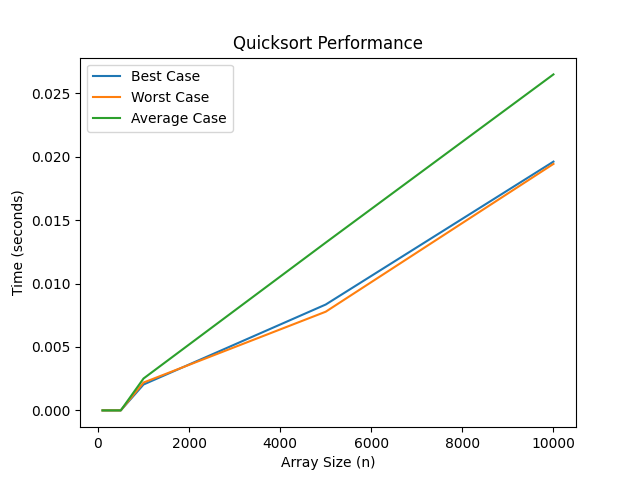 Quicksort Performance
Best Case
Worst Case
Average Case
Time (seconds)
0.025
0.020
0.015
0.010
0.005
0.000
0 2000 4000 6000 8000 10000
Array Size (n)